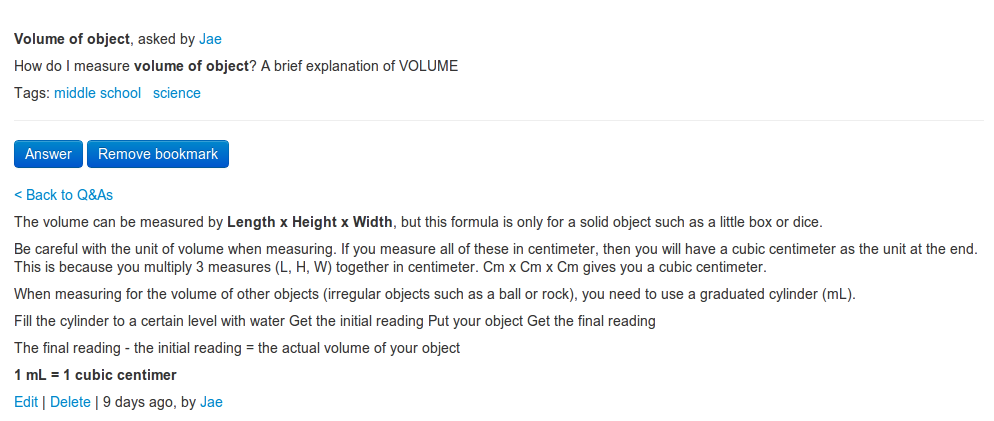 Volume of object, asked by Jae
How do I measure volume of object? A brief explanation of VOLUME
Tags: middle school science
Answer Remove bookmark
< Back to Q&As
The volume can be measured by Length x Height x Width, but this formula is only for a solid object such as a little box or dice.
Be careful with the unit of volume when measuring. If you measure all of these in centimeter, then you will have a cubic centimeter as the unit at the end.
This is because you multiply 3 measures (L, H, W) together in centimeter. Cm x Cm x Cm gives you a cubic centimeter.
When measuring for the volume of other objects (irregular objects such as a ball or rock), you need to use a graduated cylinder (mL).
Fill the cylinder to a certain level with water Get the initial reading Put your object Get the final reading
The final reading - the initial reading = the actual volume of your object
1 mL = 1 cubic centimer
Edit | Delete | 9 days ago, by Jae